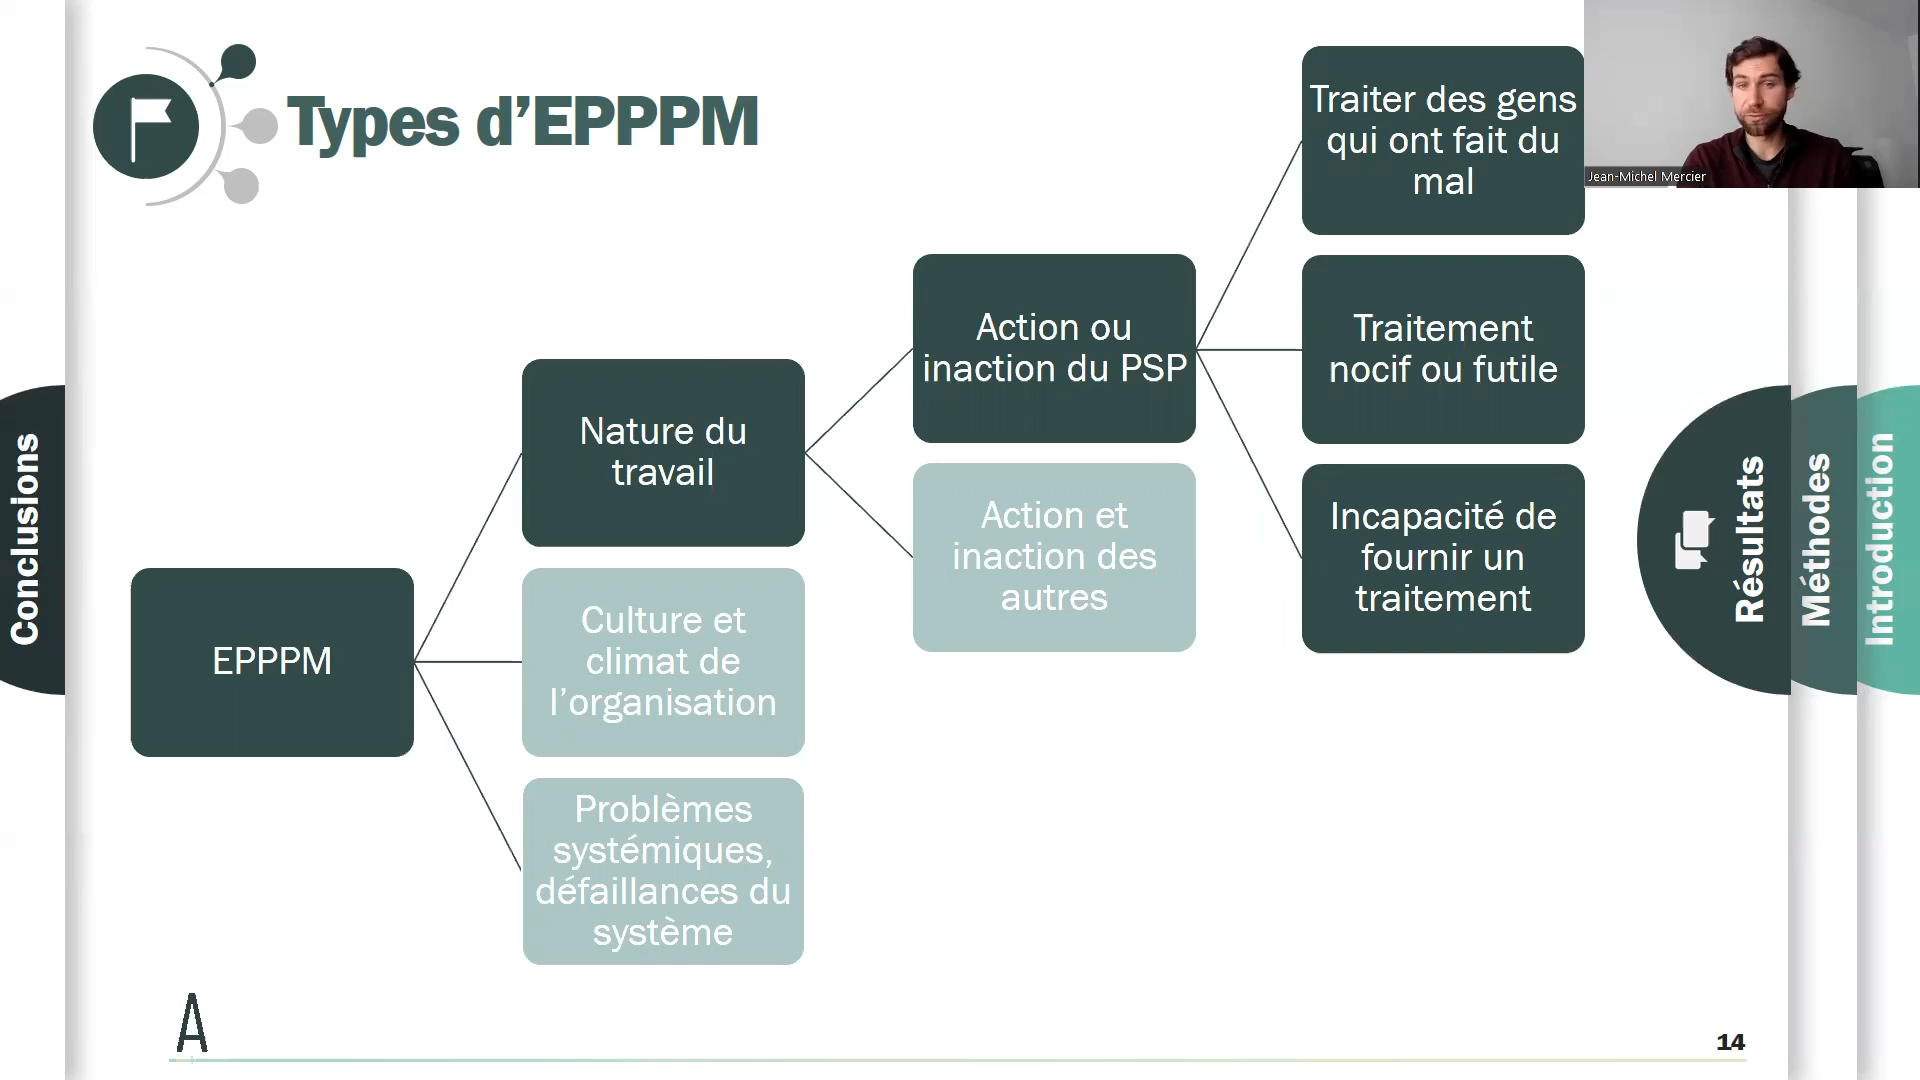 Types d’EPPPM
Traiter des gens
qui ont fait du
mal
Jean-Michel Mercier
Action ou
inaction du PSP
Traitement
nocif ou futile
Nature du
travail
Action et
inaction des
autres
Incapacité de
fournir un
traitement
EPPPM
Culture et
climat de
l’organisation
Problèmes
systémiques,
défaillances du
système
Conclusions
Résultats
Méthodes
Introduction
A
14